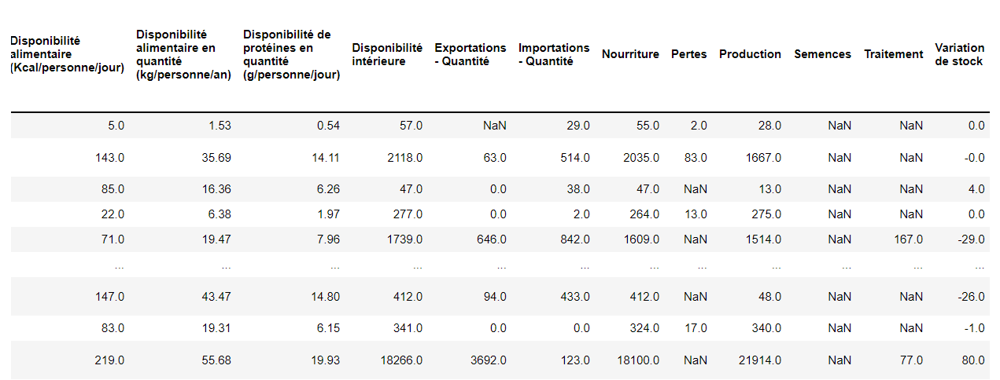 Disponibilité alimentaire (Kcal/personne/jour) Disponibilité alimentaire en quantité (kg/personne/an) Disponibilité de protéines en quantité (g/personne/jour) Disponibilité intérieure Exportations - Quantité Importations - Quantité Nourriture Pertes Production Semences Traitement Variation de stock
5.0 1.53 0.54 57.0 NaN 29.0 55.0 2.0 28.0 NaN NaN 0.0
143.0 35.69 14.11 2118.0 63.0 514.0 2035.0 83.0 1667.0 NaN NaN -0.0
85.0 16.36 6.26 47.0 0.0 38.0 47.0 NaN 13.0 NaN NaN 4.0
22.0 6.38 1.97 277.0 0.0 2.0 264.0 13.0 275.0 NaN NaN 0.0
71.0 19.47 7.96 1739.0 646.0 842.0 1609.0 NaN 1514.0 NaN 167.0 -29.0
... ... ... ... ... ... ... ... ... ... ... ...
147.0 43.47 14.80 412.0 94.0 433.0 412.0 NaN 48.0 NaN NaN -26.0
83.0 19.31 6.15 341.0 0.0 0.0 324.0 17.0 340.0 NaN NaN -1.0
219.0 55.68 19.93 18266.0 3692.0 123.0 18100.0 NaN 21914.0 NaN 77.0 80.0